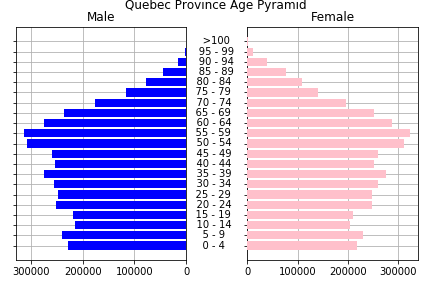 Quebec Province Age Pyramid
Male
Female
>100
95 - 99
90 - 94
85 - 89
80 - 84
75 - 79
70 - 74
65 - 69
60 - 64
55 - 59
50 - 54
45 - 49
40 - 44
35 - 39
30 - 34
25 - 29
20 - 24
15 - 19
10 - 14
5 - 9
0 - 4
300000 200000 100000 0
0 100000 200000 300000